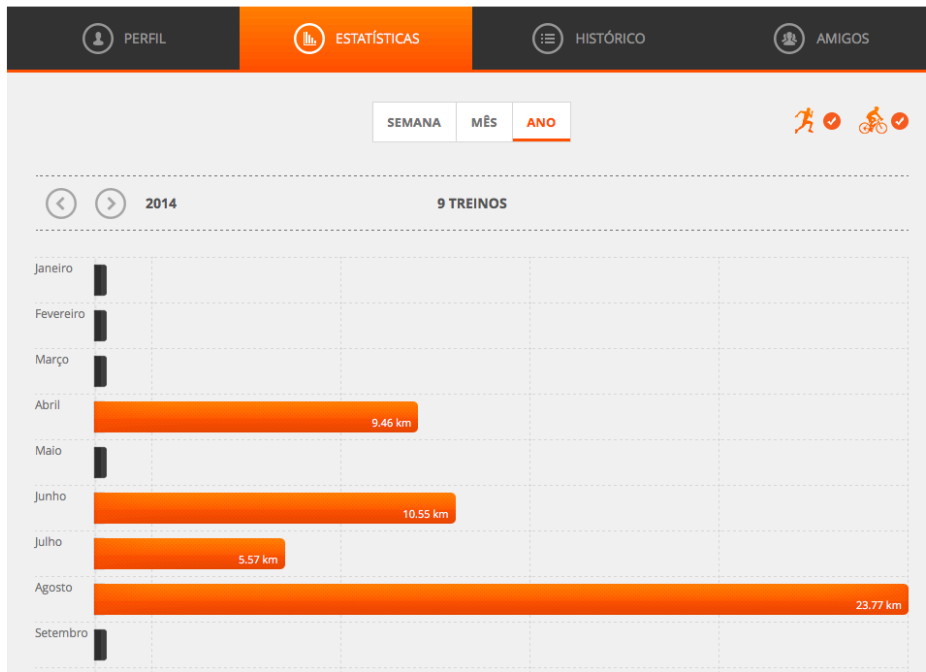 PERFIL ESTATÍSTICAS HISTÓRICO AMIGOS
SEMANA MÊS ANO
2014 9 TREINOS
Janeiro
Fevereiro
Março
Abril
9.46 km
Maio
Junho
10.55 km
Julho
5.57 km
Agosto
23.77 km
Setembro